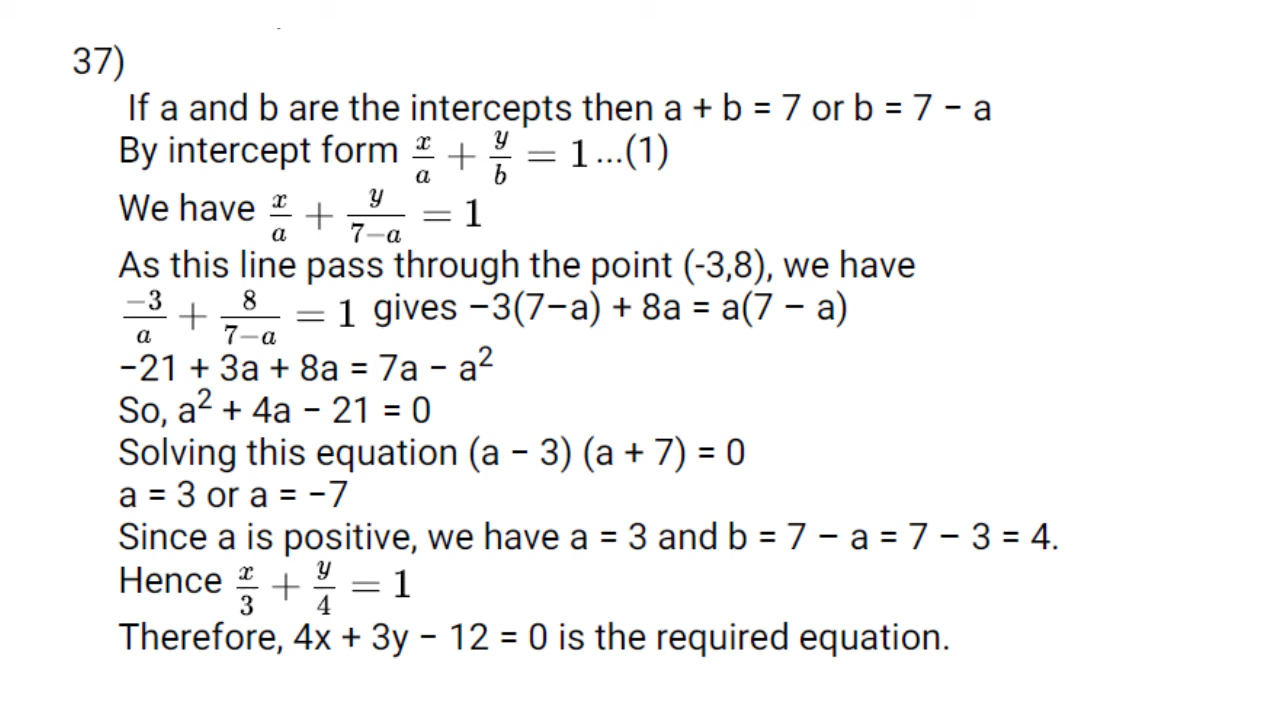 37)
If a and b are the intercepts then a + b = 7 or b = 7 − a
By intercept form x/a + y/b = 1 ...(1)
We have x/a + y/(7−a) = 1
As this line pass through the point (-3,8), we have
−3/a + 8/(7−a) = 1 gives −3(7−a) + 8a = a(7 − a)
−21 + 3a + 8a = 7a − a²
So, a² + 4a − 21 = 0
Solving this equation (a − 3) (a + 7) = 0
a = 3 or a = −7
Since a is positive, we have a = 3 and b = 7 − a = 7 − 3 = 4.
Hence x/3 + y/4 = 1
Therefore, 4x + 3y − 12 = 0 is the required equation.